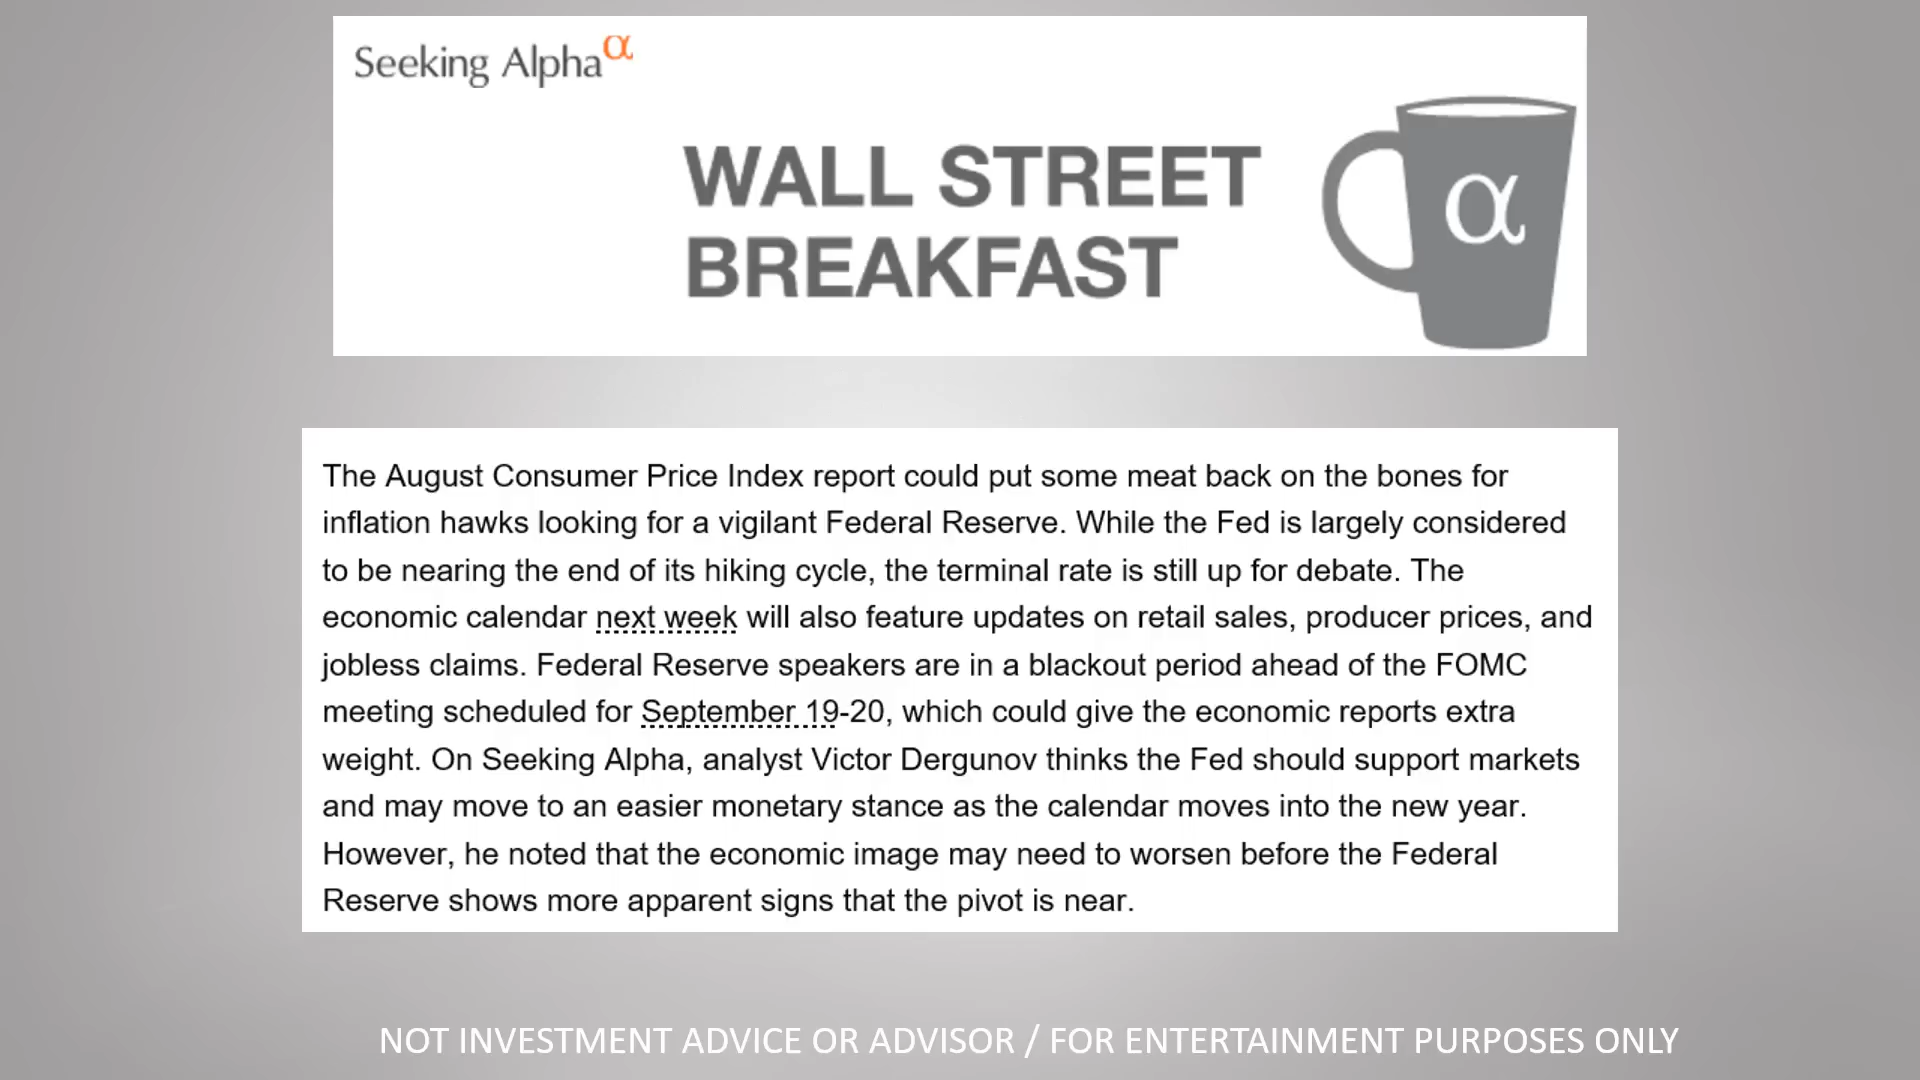 Seeking Alphaα
WALL STREET
BREAKFAST
α
The August Consumer Price Index report could put some meat back on the bones for
inflation hawks looking for a vigilant Federal Reserve. While the Fed is largely considered
to be nearing the end of its hiking cycle, the terminal rate is still up for debate. The
economic calendar next week will also feature updates on retail sales, producer prices, and
jobless claims. Federal Reserve speakers are in a blackout period ahead of the FOMC
meeting scheduled for September 19-20, which could give the economic reports extra
weight. On Seeking Alpha, analyst Victor Dergunov thinks the Fed should support markets
and may move to an easier monetary stance as the calendar moves into the new year.
However, he noted that the economic image may need to worsen before the Federal
Reserve shows more apparent signs that the pivot is near.
NOT INVESTMENT ADVICE OR ADVISOR / FOR ENTERTAINMENT PURPOSES ONLY